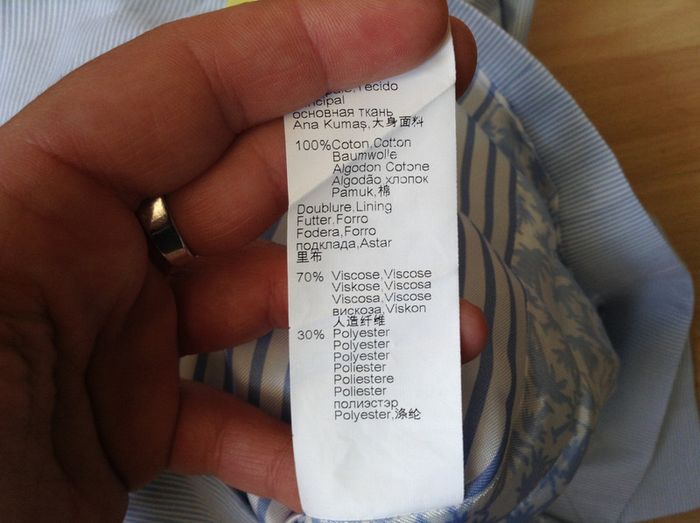 Tecido
principal
основная ткань
Ana Kumaş,大身面料
100%Coton,Cotton
Baumwolle
Algodon Cotone
Algodão хлопок
Pamuk,棉
Doublure,Lining
Futter,Forro
Fodera,Forro
подклада,Astar
里布
70% Viscose,Viscose
Viskose,Viscosa
Viscosa,Viscose
вискоза,Viskon
人造纤维
30% Polyester
Polyester
Polyester
Poliester
Poliestere
Poliester
полиэстэр
Polyester,涤纶